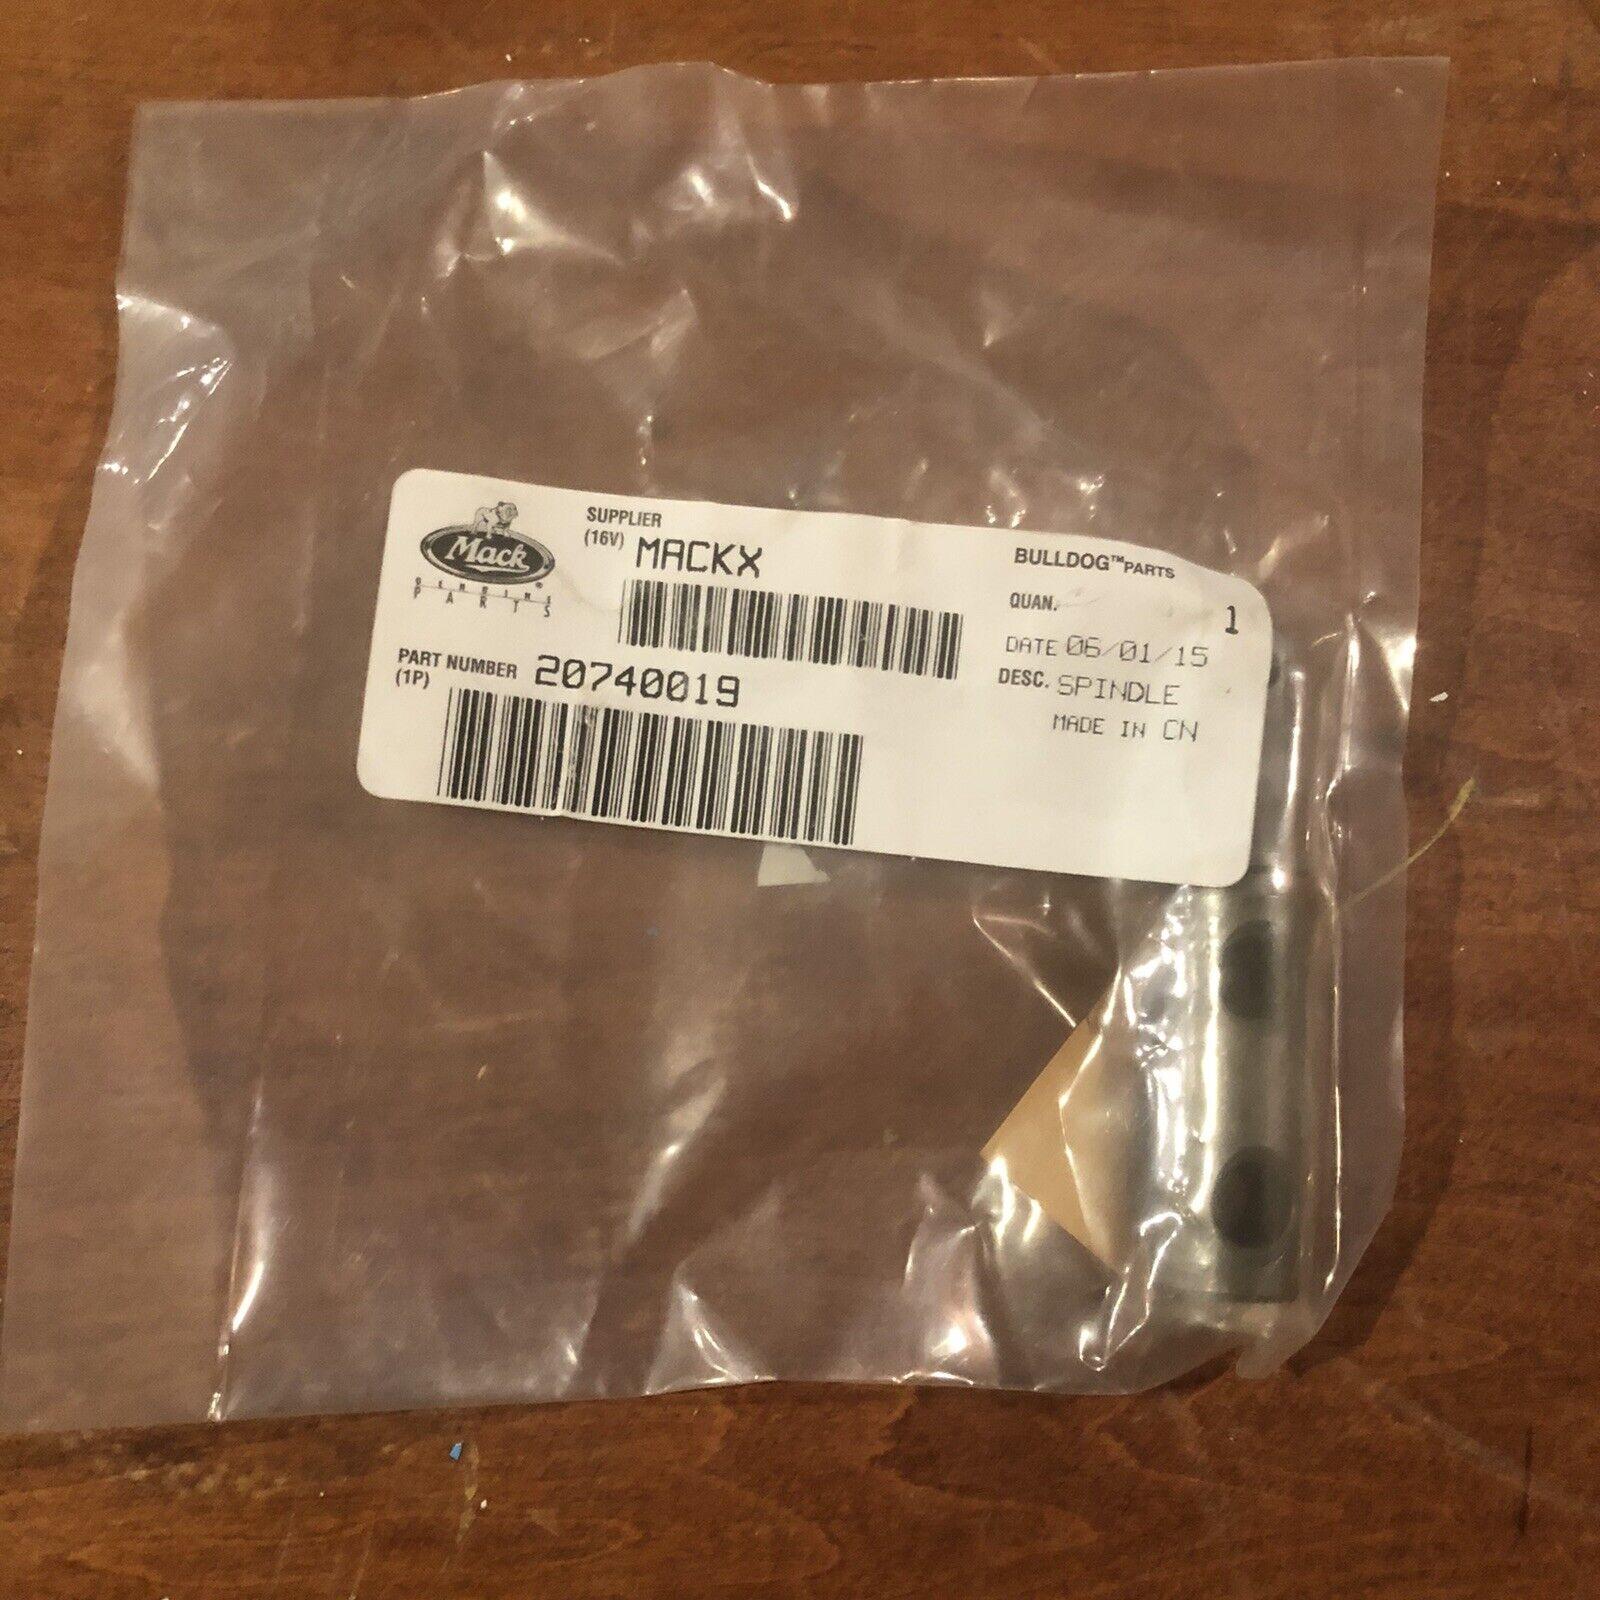 Mack®
GENUINE
PARTS
SUPPLIER
(16V) MACKX
PART NUMBER 20740019
(1P)
BULLDOG™ PARTS
QUAN. 1
DATE 06/01/15
DESC. SPINDLE
MADE IN CN